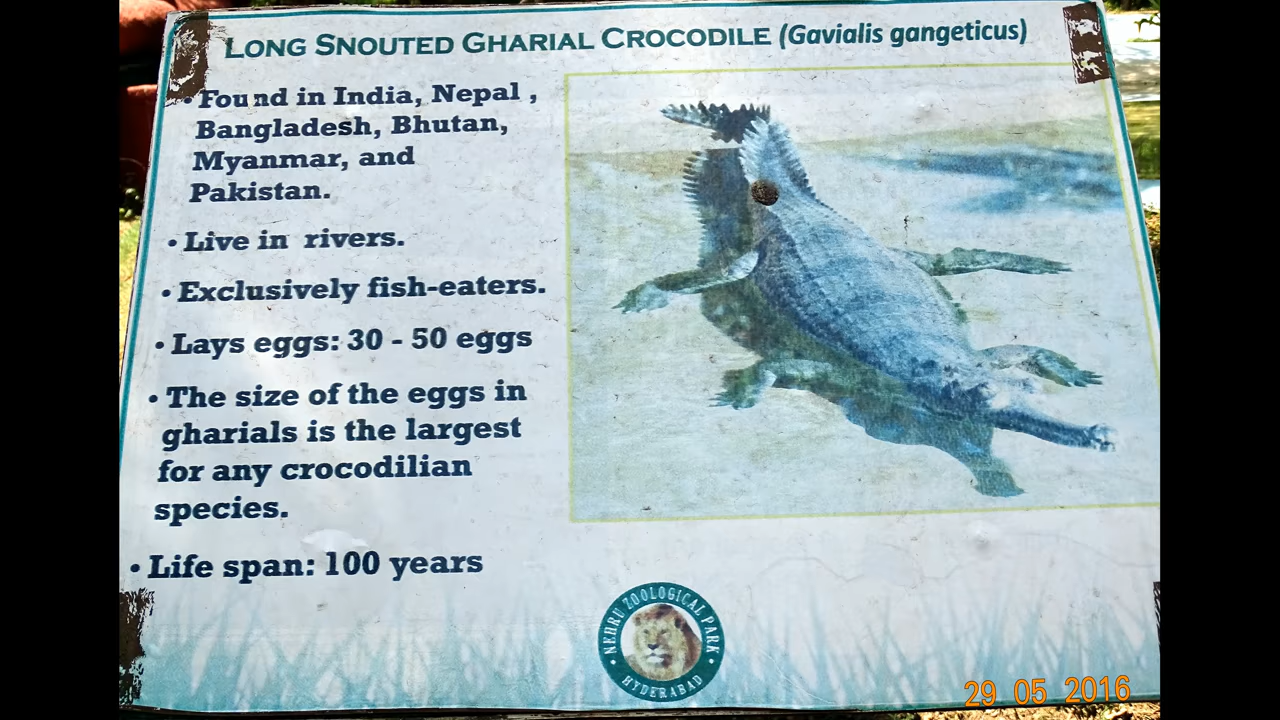 LONG SNOUTED GHARIAL CROCODILE (Gavialis gangeticus)
• Found in India, Nepal ,
Bangladesh, Bhutan,
Myanmar, and
Pakistan.
• Live in rivers.
• Exclusively fish-eaters.
• Lays eggs: 30 - 50 eggs
• The size of the eggs in
gharials is the largest
for any crocodilian
species.
• Life span: 100 years
• NEHRU ZOOLOGICAL PARK •
HYDERABAD
29 05 2016